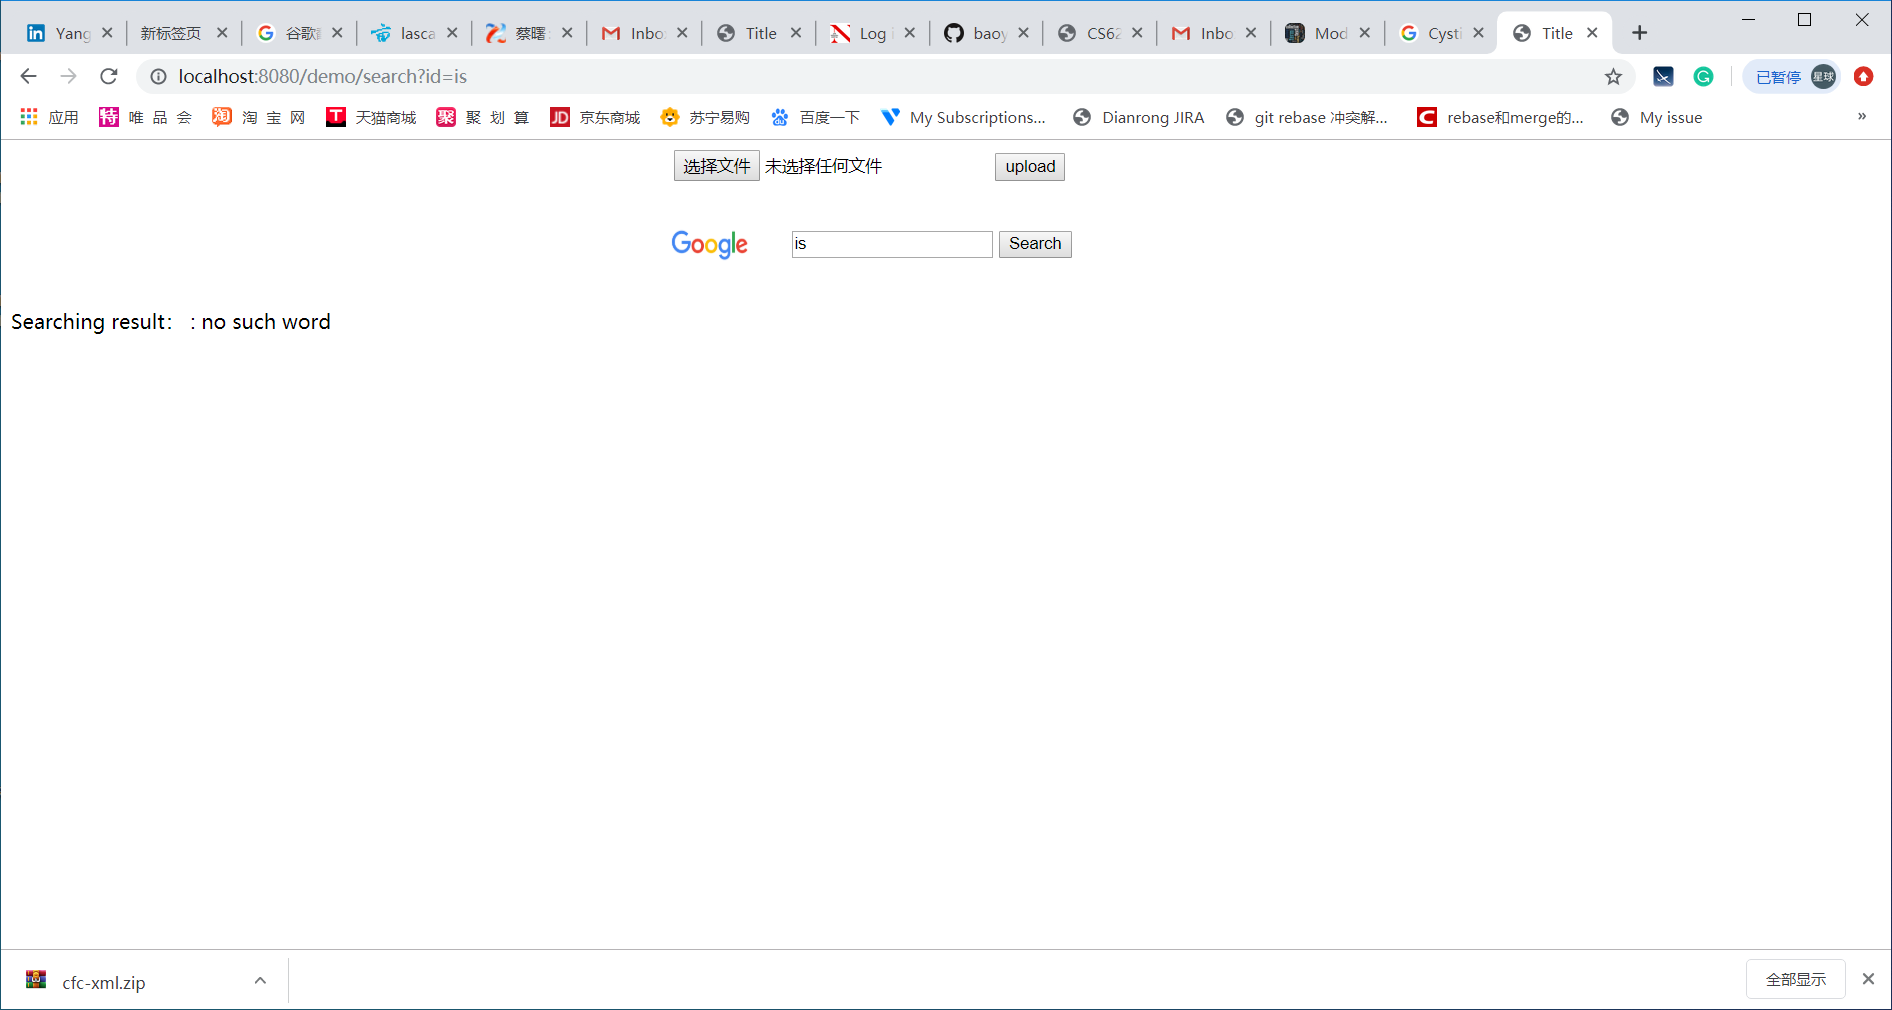 Yang 新标签页 谷歌 lasca 蔡曙 Inbo Title Log i baoy CS62 Inbo Mod Cysti Title
localhost:8080/demo/search?id=is 已暂停 星球
应用 特 唯 品 会 淘 淘 宝 网 T 天猫商城 聚 聚 划 算 JD 京东商城 苏宁易购 百度一下 My Subscriptions... Dianrong JIRA git rebase 冲突解... C rebase和merge的... My issue »
选择文件 未选择任何文件 upload
Google is Search
Searching result： : no such word
cfc-xml.zip 全部显示